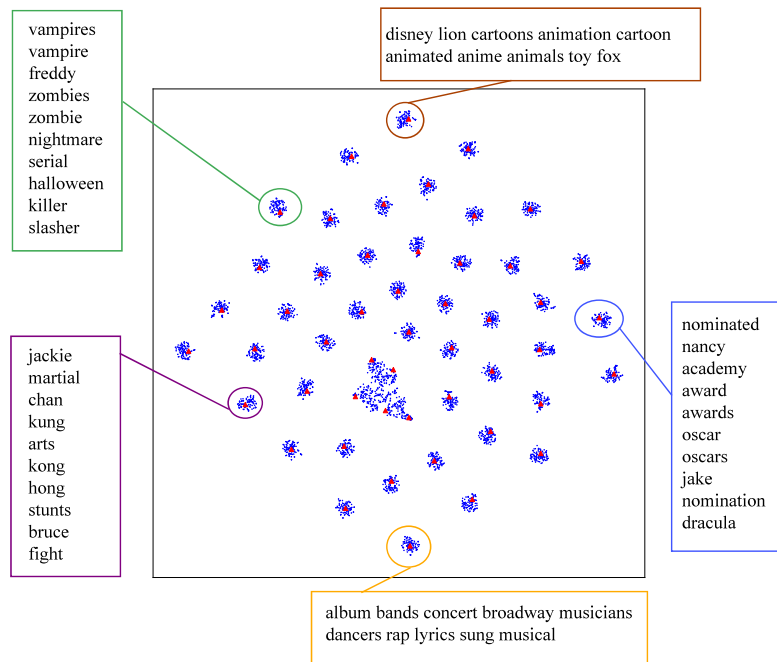 vampires
vampire
freddy
zombies
zombie
nightmare
serial
halloween
killer
slasher
disney lion cartoons animation cartoon
animated anime animals toy fox
jackie
martial
chan
kung
arts
kong
hong
stunts
bruce
fight
nominated
nancy
academy
award
awards
oscar
oscars
jake
nomination
dracula
album bands concert broadway musicians
dancers rap lyrics sung musical